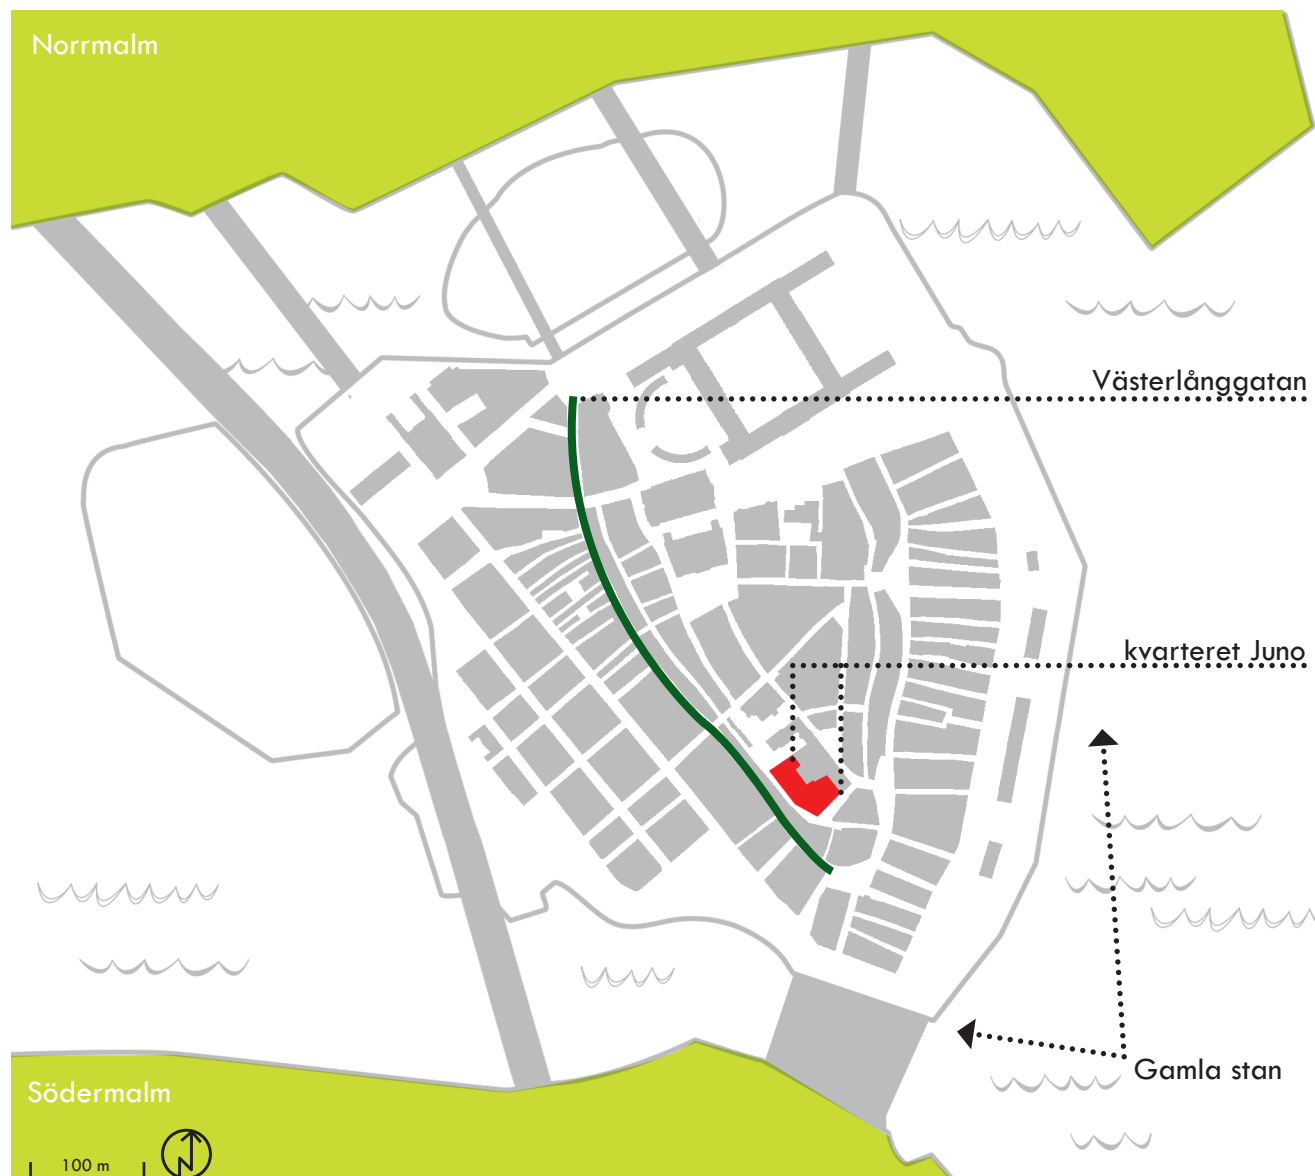 Norrmalm
Västerlånggatan
kvarteret Juno
Gamla stan
Södermalm
100 m
N